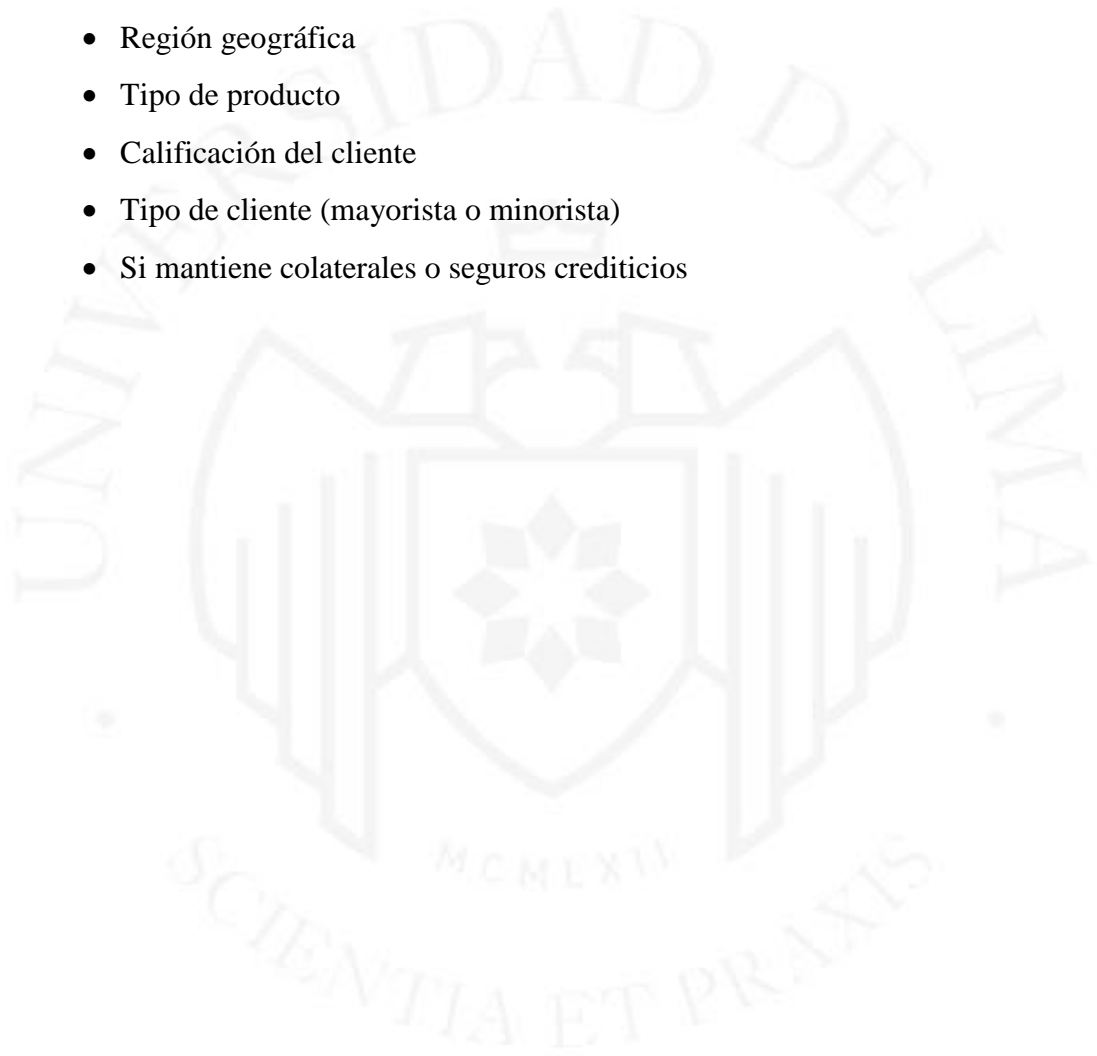 • Región geográfica
• Tipo de producto
• Calificación del cliente
• Tipo de cliente (mayorista o minorista)
• Si mantiene colaterales o seguros crediticios
UNIVERSIDAD DE LIMA
MCMLXII
SCIENTIA ET PRAXIS